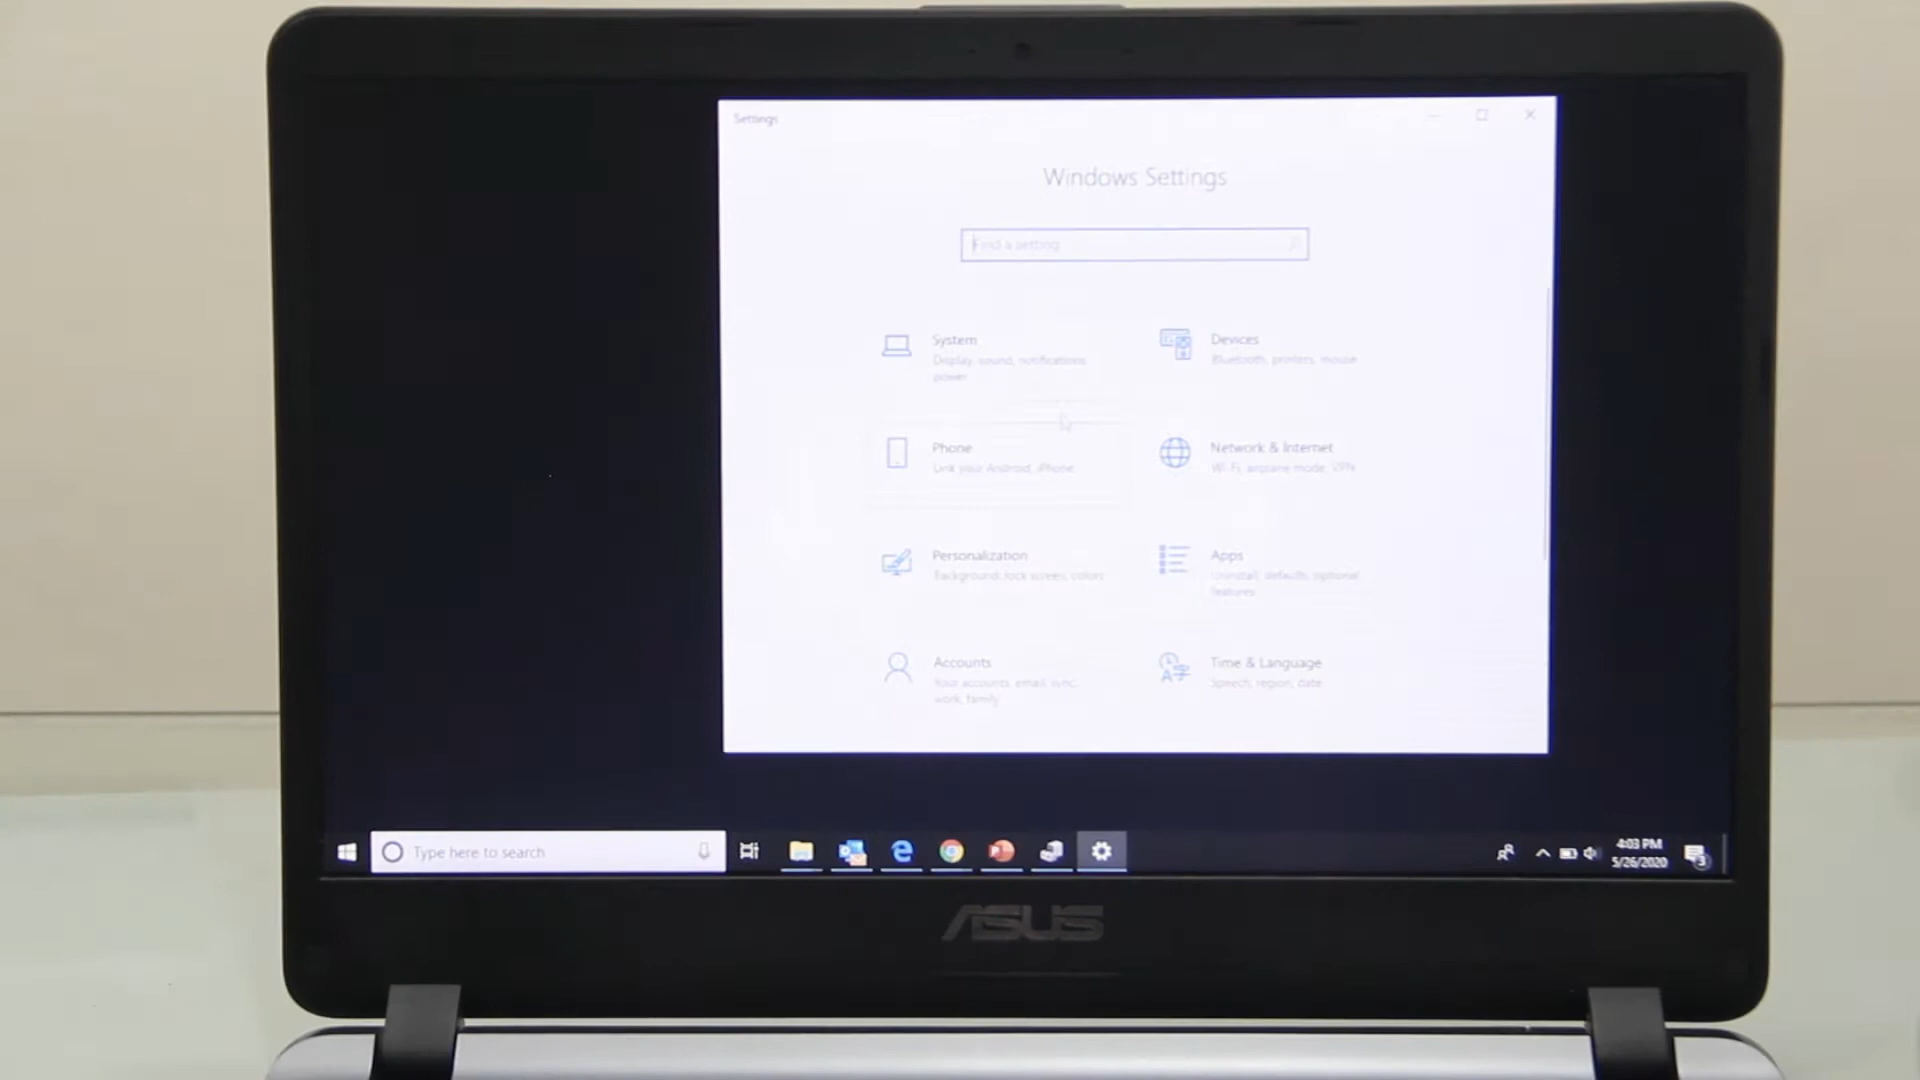 Settings
Windows Settings
Find a setting
System
Display, sound, notifications,
power
Devices
Bluetooth, printers, mouse
Phone
Link your Android, iPhone
Network & Internet
Wi-Fi, airplane mode, VPN
Personalization
Background, lock screen, colors
Apps
Uninstall, defaults, optional
features
Accounts
Your accounts, email, sync,
work, family
Time & Language
Speech, region, date
Type here to search
4:03 PM
5/26/2020
3
ASUS